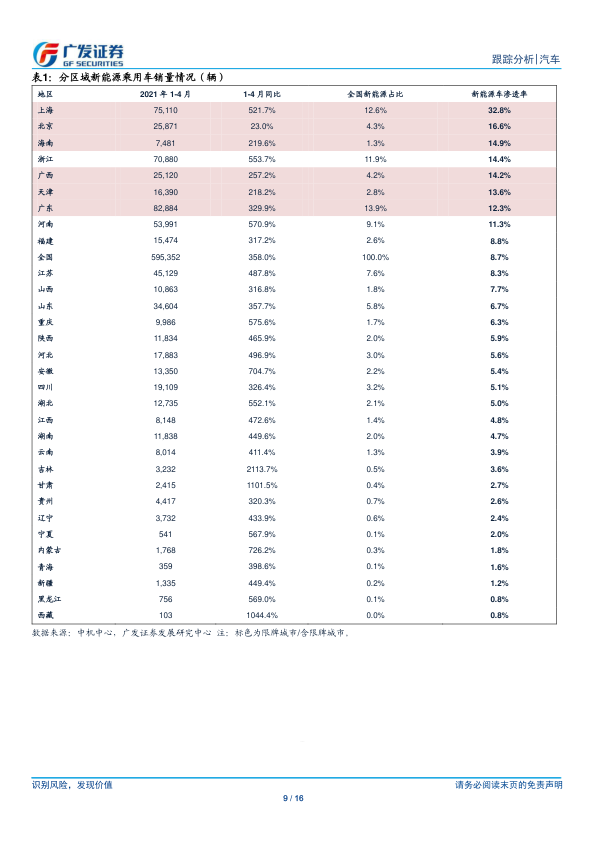 广发证券
GF SECURITIES
跟踪分析|汽车
表1：分区域新能源乘用车销量情况（辆）
地区 2021 年 1-4 月 1-4 月同比 全国新能源占比 新能源车渗透率
上海 75,110 521.7% 12.6% 32.8%
北京 25,871 23.0% 4.3% 16.6%
海南 7,481 219.6% 1.3% 14.9%
浙江 70,880 553.7% 11.9% 14.4%
广西 25,120 257.2% 4.2% 14.2%
天津 16,390 218.2% 2.8% 13.6%
广东 82,884 329.9% 13.9% 12.3%
河南 53,991 570.9% 9.1% 11.3%
福建 15,474 317.2% 2.6% 8.8%
全国 595,352 358.0% 100.0% 8.7%
江苏 45,129 487.8% 7.6% 8.3%
山西 10,863 316.8% 1.8% 7.7%
山东 34,604 357.7% 5.8% 6.7%
重庆 9,986 575.6% 1.7% 6.3%
陕西 11,834 465.9% 2.0% 5.9%
河北 17,883 496.9% 3.0% 5.6%
安徽 13,350 704.7% 2.2% 5.4%
四川 19,109 326.4% 3.2% 5.1%
湖北 12,735 552.1% 2.1% 5.0%
江西 8,148 472.6% 1.4% 4.8%
湖南 11,838 449.6% 2.0% 4.7%
云南 8,014 411.4% 1.3% 3.9%
吉林 3,232 2113.7% 0.5% 3.6%
甘肃 2,415 1101.5% 0.4% 2.7%
贵州 4,417 320.3% 0.7% 2.6%
辽宁 3,732 433.9% 0.6% 2.4%
宁夏 541 567.9% 0.1% 2.0%
内蒙古 1,768 726.2% 0.3% 1.8%
青海 359 398.6% 0.1% 1.6%
新疆 1,335 449.4% 0.2% 1.2%
黑龙江 756 569.0% 0.1% 0.8%
西藏 103 1044.4% 0.0% 0.8%
数据来源：中机中心，广发证券发展研究中心 注：标色为限牌城市/含限牌城市。
识别风险，发现价值 请务必阅读末页的免责声明
9 / 16